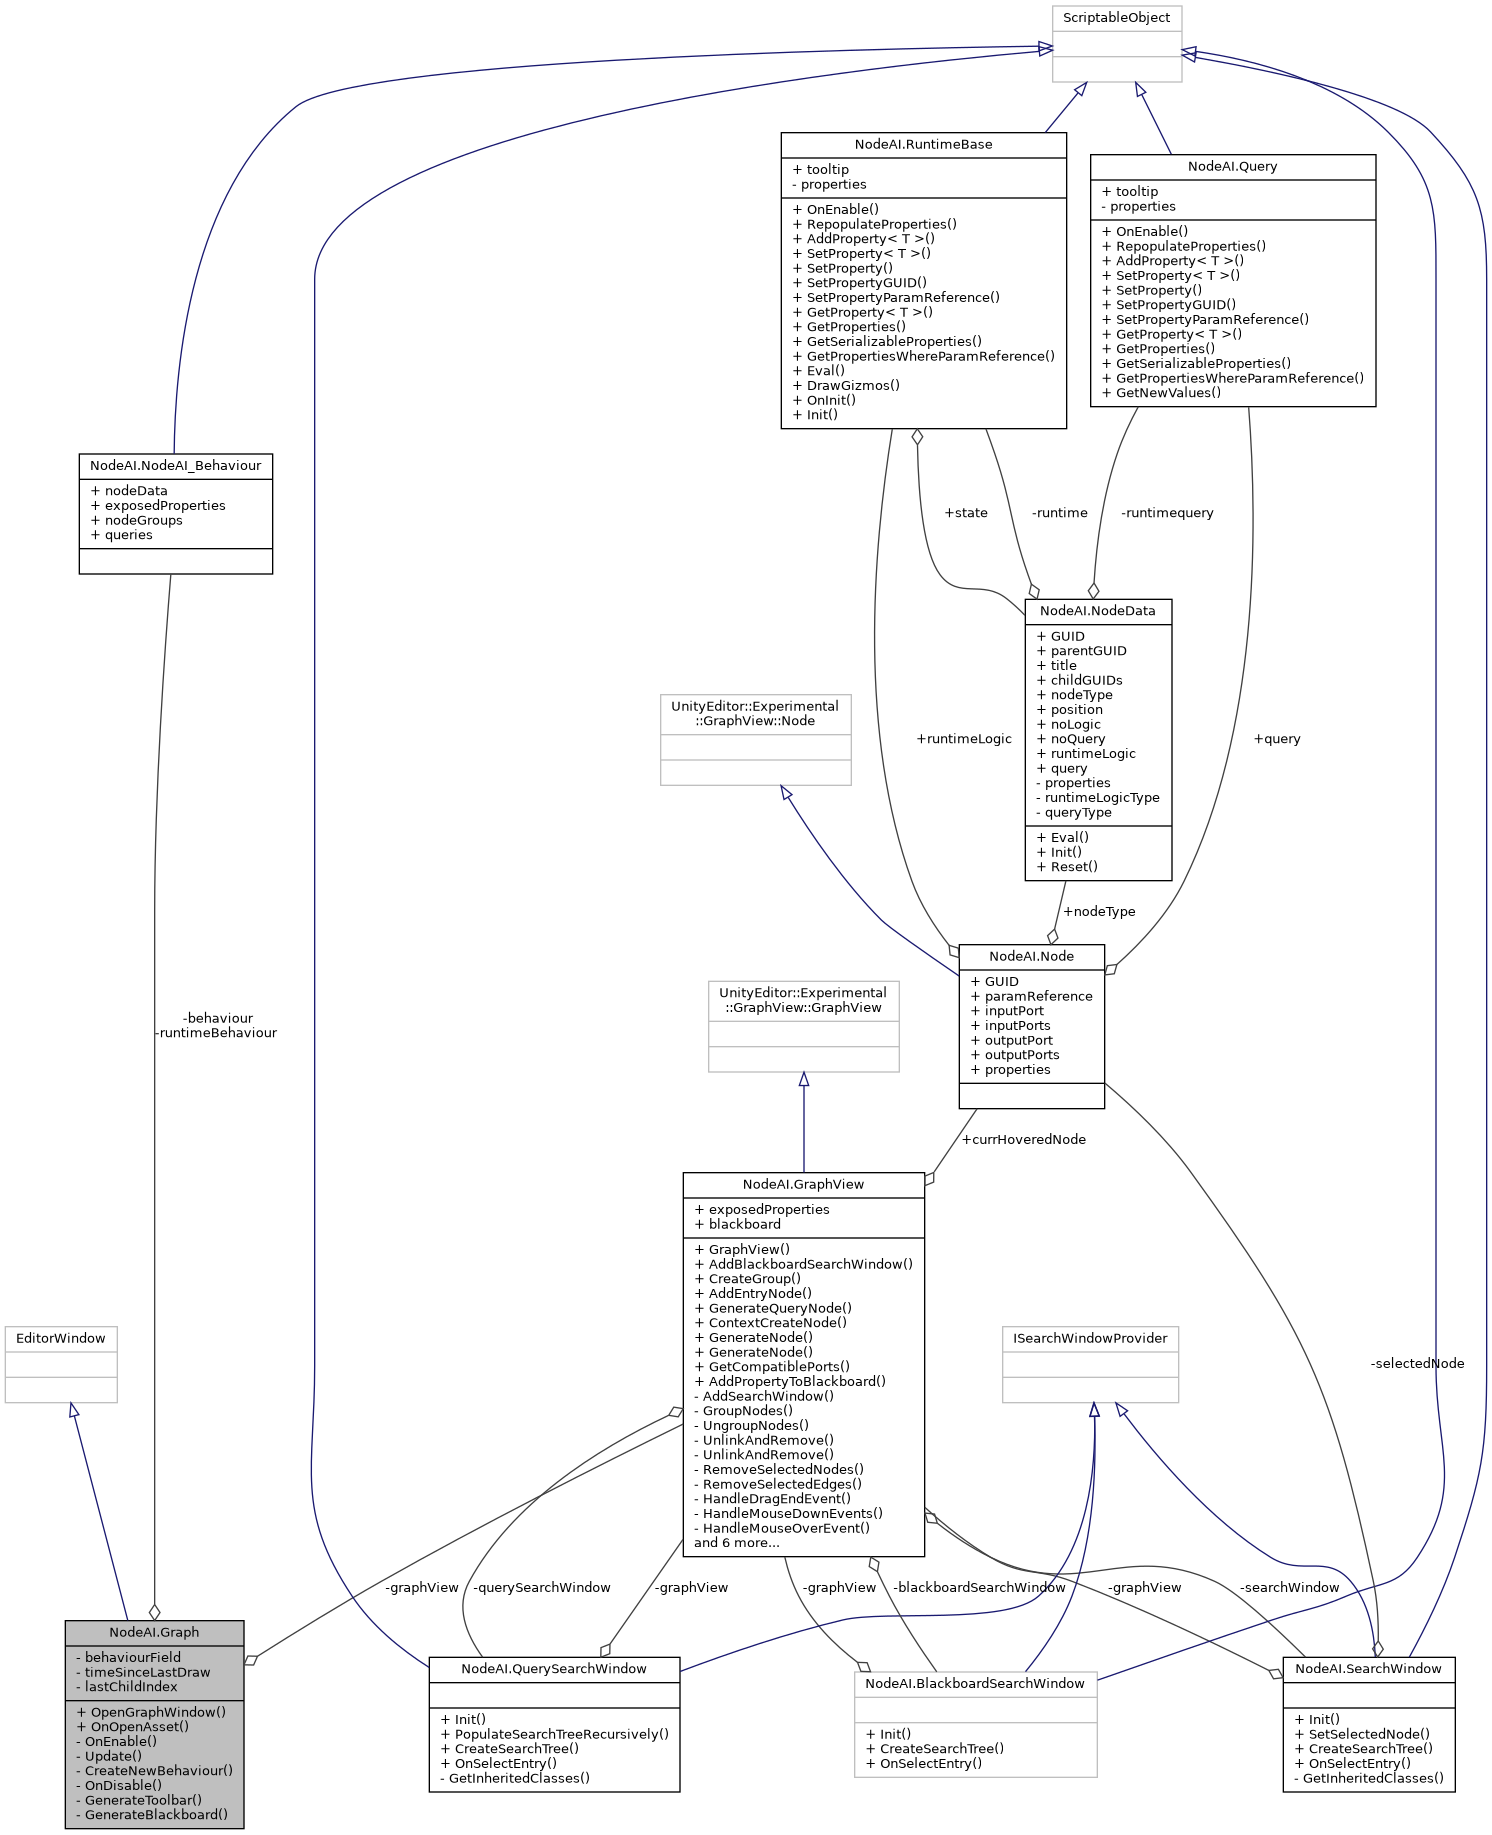 ScriptableObject
NodeAI.RuntimeBase
+ tooltip
- properties
+ OnEnable()
+ RepopulateProperties()
+ AddProperty< T >()
+ SetProperty< T >()
+ SetProperty()
+ SetPropertyGUID()
+ SetPropertyParamReference()
+ GetProperty< T >()
+ GetProperties()
+ GetSerializableProperties()
+ GetPropertiesWhereParamReference()
+ Eval()
+ DrawGizmos()
+ OnInit()
+ Init()
NodeAI.Query
+ tooltip
- properties
+ OnEnable()
+ RepopulateProperties()
+ AddProperty< T >()
+ SetProperty< T >()
+ SetProperty()
+ SetPropertyGUID()
+ SetPropertyParamReference()
+ GetProperty< T >()
+ GetProperties()
+ GetSerializableProperties()
+ GetPropertiesWhereParamReference()
+ GetNewValues()
NodeAI.NodeAI_Behaviour
+ nodeData
+ exposedProperties
+ nodeGroups
+ queries
+state
-runtime
-runtimequery
NodeAI.NodeData
+ GUID
+ parentGUID
+ title
+ childGUIDs
+ nodeType
+ position
+ noLogic
+ noQuery
+ runtimeLogic
+ query
- properties
- runtimeLogicType
- queryType
+ Eval()
+ Init()
+ Reset()
UnityEditor::Experimental
::GraphView::Node
+runtimeLogic
+query
+nodeType
NodeAI.Node
+ GUID
+ paramReference
+ inputPort
+ inputPorts
+ outputPort
+ outputPorts
+ properties
UnityEditor::Experimental
::GraphView::GraphView
-behaviour
-runtimeBehaviour
+currHoveredNode
NodeAI.GraphView
+ exposedProperties
+ blackboard
+ GraphView()
+ AddBlackboardSearchWindow()
+ CreateGroup()
+ AddEntryNode()
+ GenerateQueryNode()
+ ContextCreateNode()
+ GenerateNode()
+ GenerateNode()
+ GetCompatiblePorts()
+ AddPropertyToBlackboard()
- AddSearchWindow()
- GroupNodes()
- UngroupNodes()
- UnlinkAndRemove()
- UnlinkAndRemove()
- RemoveSelectedNodes()
- RemoveSelectedEdges()
- HandleDragEndEvent()
- HandleMouseDownEvents()
- HandleMouseOverEvent()
and 6 more...
EditorWindow
ISearchWindowProvider
-selectedNode
-graphView
-querySearchWindow
-graphView
-graphView
-blackboardSearchWindow
-graphView
-searchWindow
NodeAI.Graph
- behaviourField
- timeSinceLastDraw
- lastChildIndex
+ OpenGraphWindow()
+ OnOpenAsset()
- OnEnable()
- Update()
- CreateNewBehaviour()
- OnDisable()
- GenerateToolbar()
- GenerateBlackboard()
NodeAI.QuerySearchWindow
+ Init()
+ PopulateSearchTreeRecursively()
+ CreateSearchTree()
+ OnSelectEntry()
- GetInheritedClasses()
NodeAI.BlackboardSearchWindow
+ Init()
+ CreateSearchTree()
+ OnSelectEntry()
NodeAI.SearchWindow
+ Init()
+ SetSelectedNode()
+ CreateSearchTree()
+ OnSelectEntry()
- GetInheritedClasses()